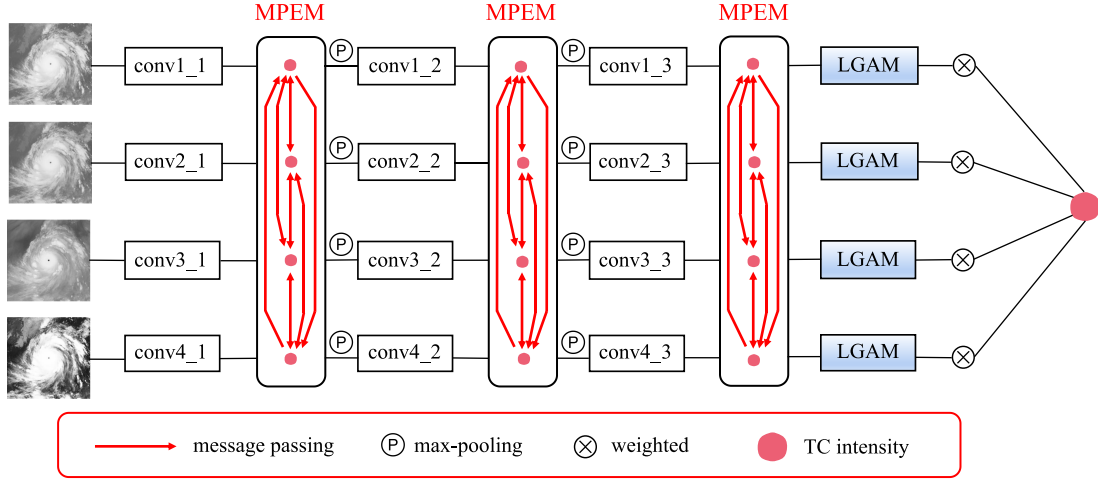 MPEM MPEM MPEM
P P
conv1_1 conv1_2 conv1_3 LGAM
P P
conv2_1 conv2_2 conv2_3 LGAM
P P
conv3_1 conv3_2 conv3_3 LGAM
P P
conv4_1 conv4_2 conv4_3 LGAM
message passing P max-pooling weighted TC intensity